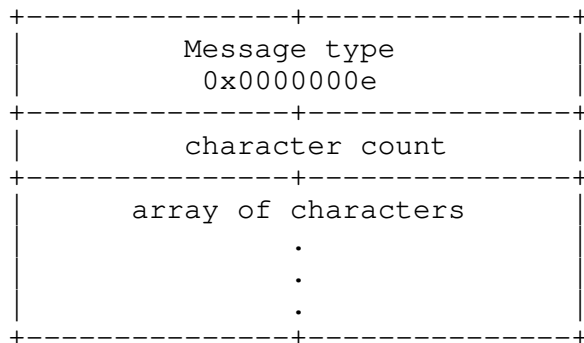 Message type
0x0000000e
character count
array of characters
.
.
.